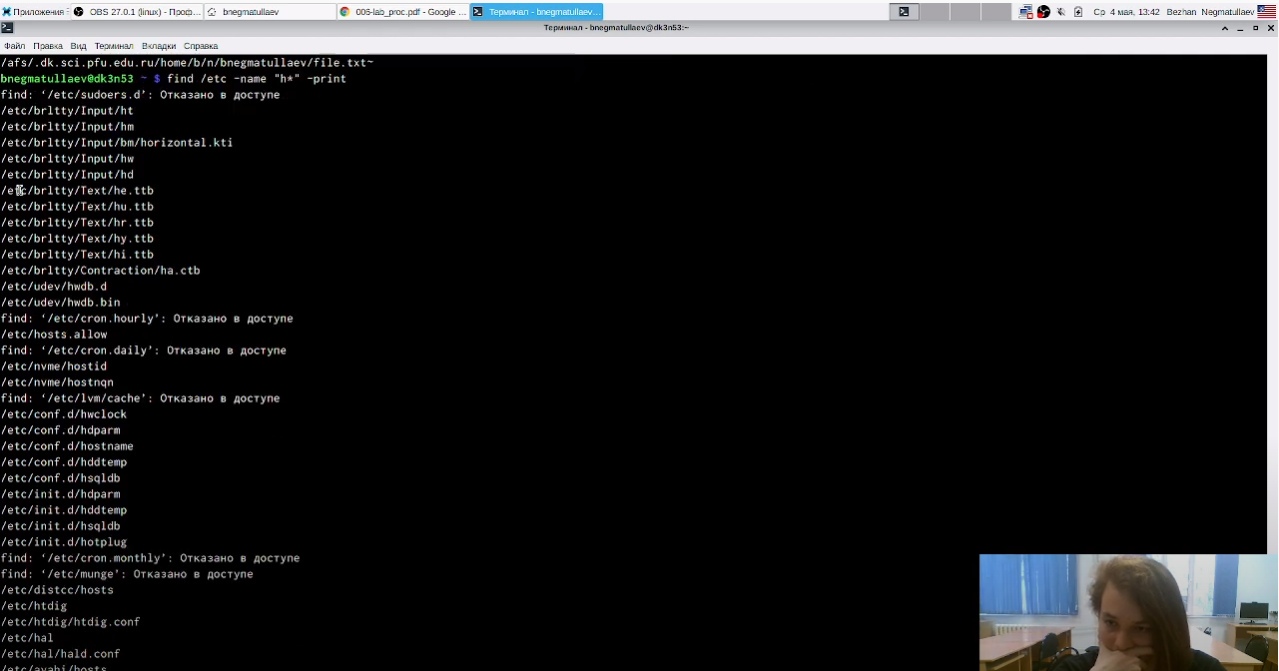 Приложения OBS 27.0.1 (linux) - Проф... bnegmatullaev 006-lab_proc.pdf - Google ... Терминал - bnegmatullaev... Ср 4 мая, 13:42 Bezhan Negmatullaev
Терминал - bnegmatullaev@dk3n53:~
Файл Правка Вид Терминал Вкладки Справка
/afs/.dk.sci.pfu.edu.ru/home/b/n/bnegmatullaev/file.txt~
bnegmatullaev@dk3n53 ~ $ find /etc -name "h*" -print
find: ‘/etc/sudoers.d’: Отказано в доступе
/etc/brltty/Input/ht
/etc/brltty/Input/hm
/etc/brltty/Input/bm/horizontal.kti
/etc/brltty/Input/hw
/etc/brltty/Input/hd
/etc/brltty/Text/he.ttb
/etc/brltty/Text/hu.ttb
/etc/brltty/Text/hr.ttb
/etc/brltty/Text/hy.ttb
/etc/brltty/Text/hi.ttb
/etc/brltty/Contraction/ha.ctb
/etc/udev/hwdb.d
/etc/udev/hwdb.bin
find: ‘/etc/cron.hourly’: Отказано в доступе
/etc/hosts.allow
find: ‘/etc/cron.daily’: Отказано в доступе
/etc/nvme/hostid
/etc/nvme/hostnqn
find: ‘/etc/lvm/cache’: Отказано в доступе
/etc/conf.d/hwclock
/etc/conf.d/hdparm
/etc/conf.d/hostname
/etc/conf.d/hddtemp
/etc/conf.d/hsqldb
/etc/init.d/hdparm
/etc/init.d/hddtemp
/etc/init.d/hsqldb
/etc/init.d/hotplug
find: ‘/etc/cron.monthly’: Отказано в доступе
find: ‘/etc/munge’: Отказано в доступе
/etc/distcc/hosts
/etc/htdig
/etc/htdig/htdig.conf
/etc/hal
/etc/hal/hald.conf
/etc/avahi/hosts